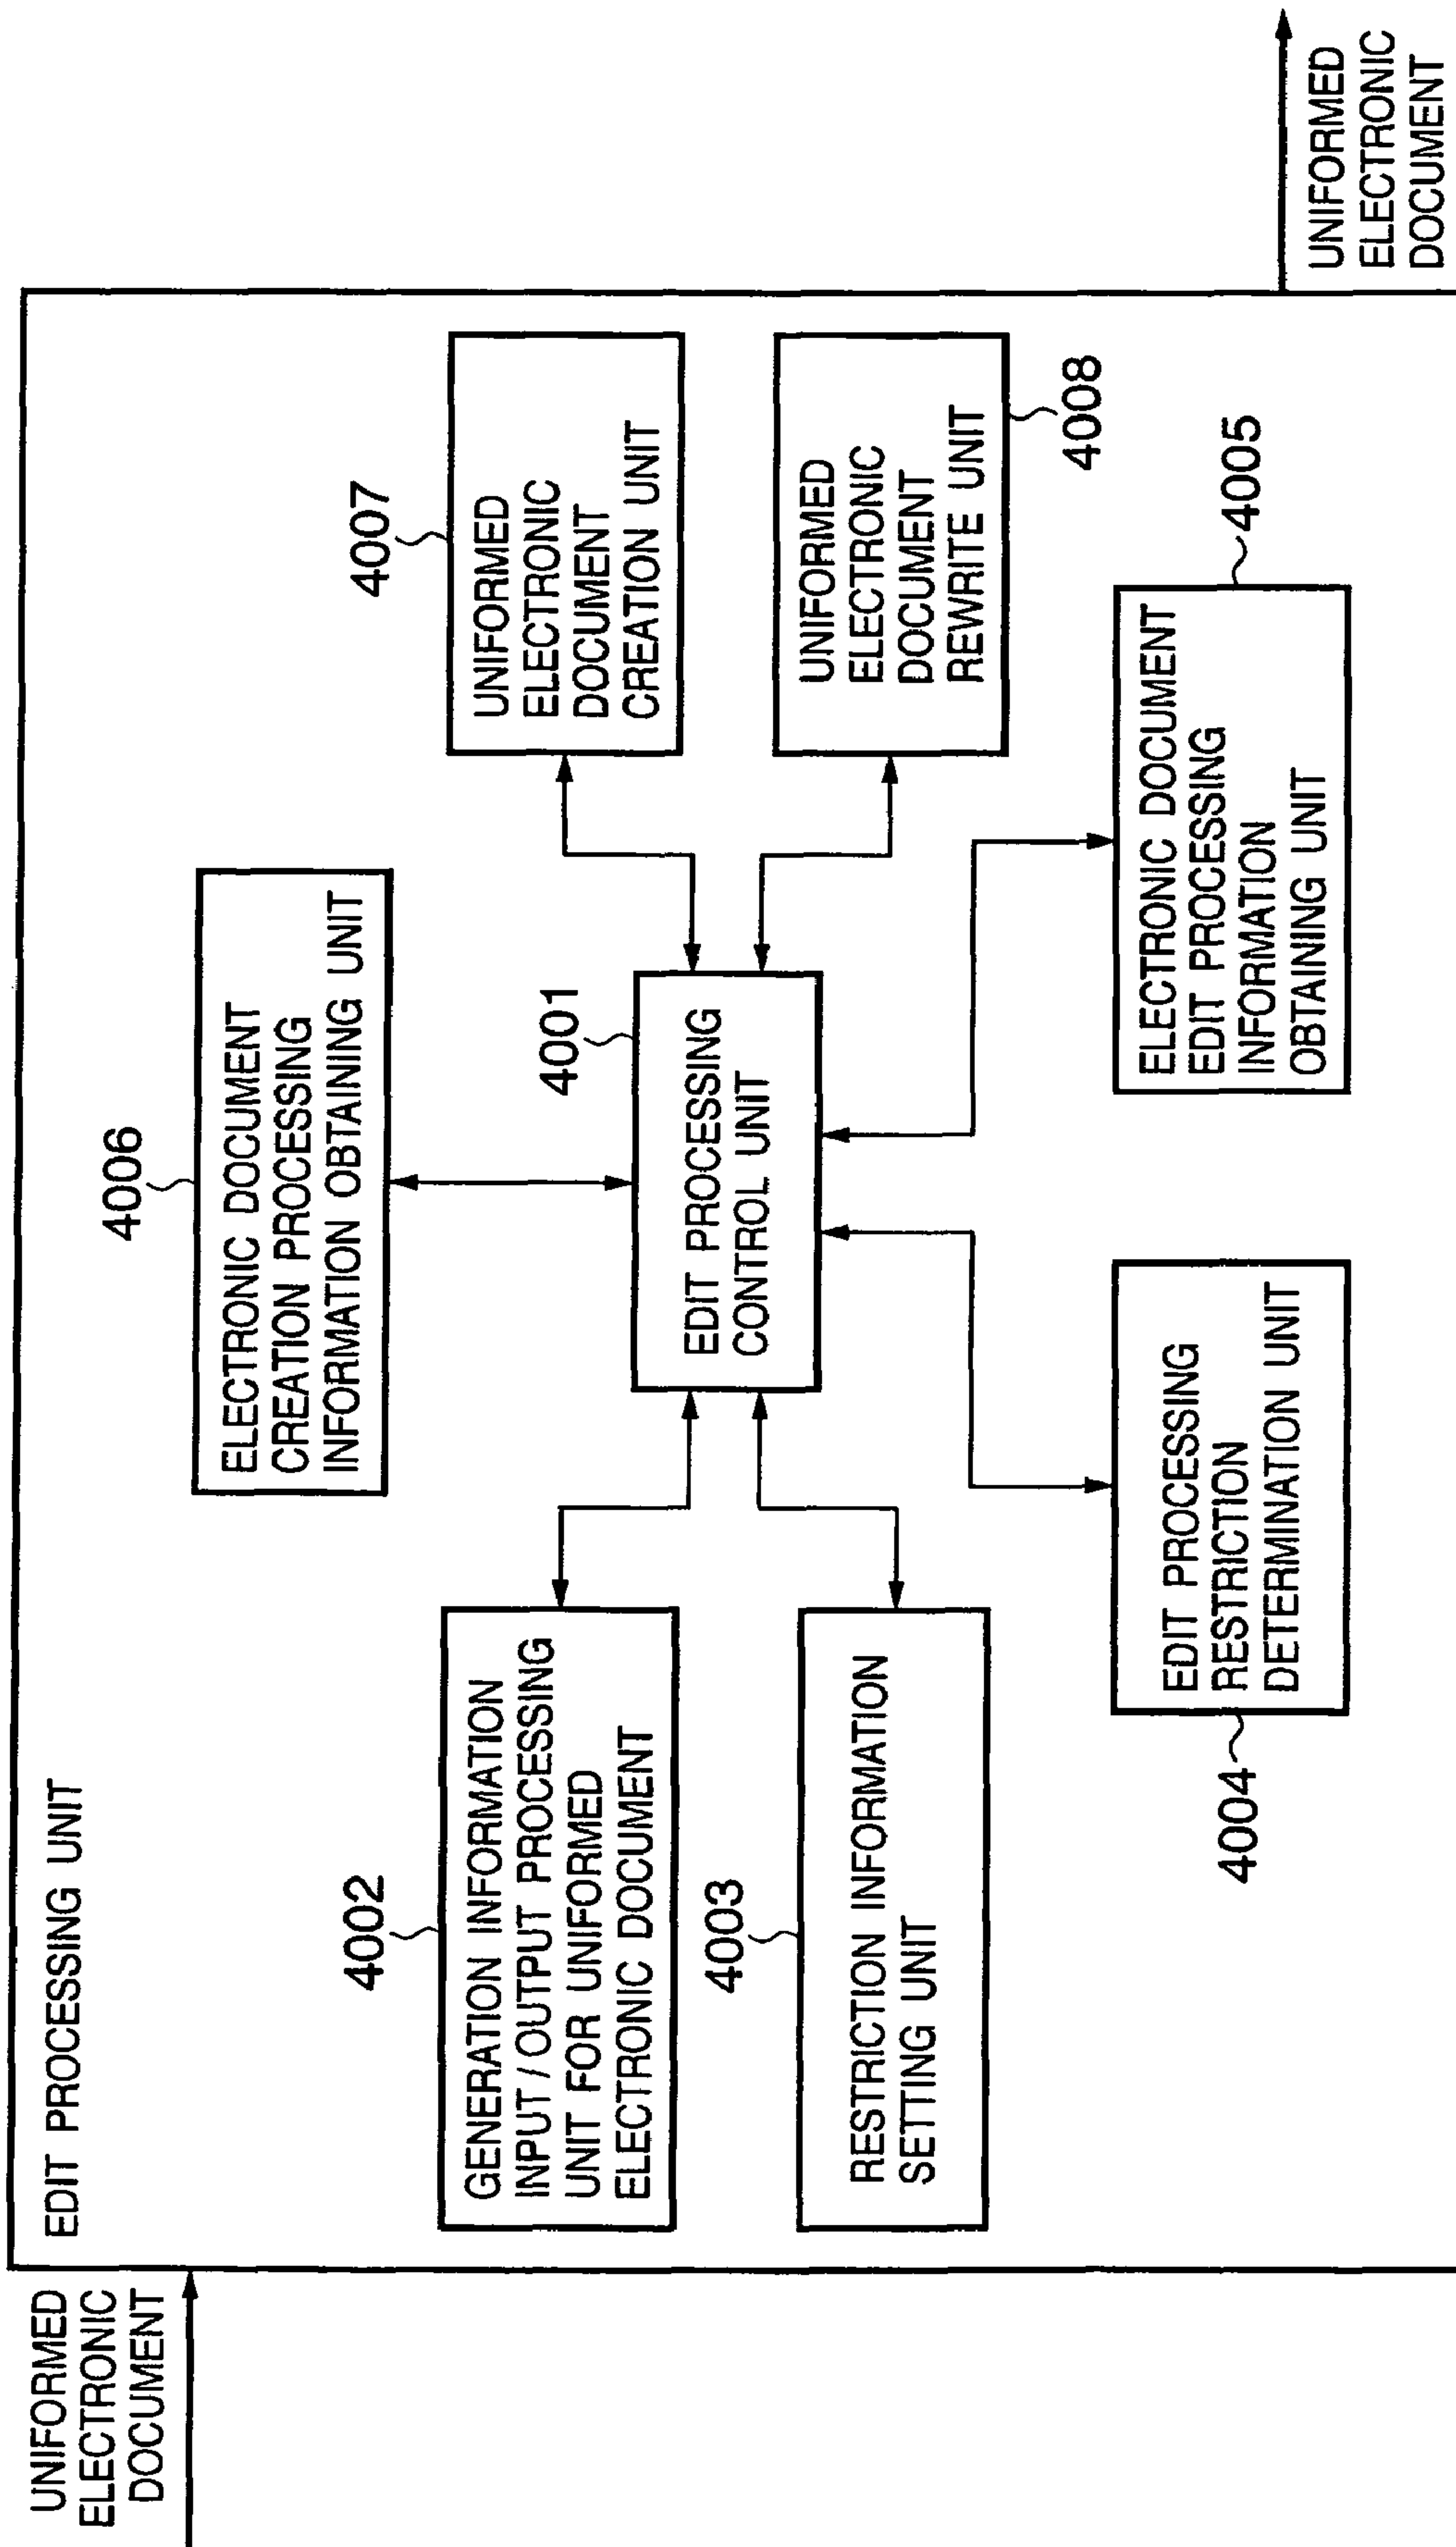 UNIFORMED
ELECTRONIC
DOCUMENT
EDIT PROCESSING UNIT
4006
ELECTRONIC DOCUMENT
CREATION PROCESSING
INFORMATION OBTAINING UNIT
4002
GENERATION INFORMATION
INPUT / OUTPUT PROCESSING
UNIT FOR UNIFORMED
ELECTRONIC DOCUMENT
4007
UNIFORMED
ELECTRONIC
DOCUMENT
CREATION UNIT
4001
EDIT PROCESSING
CONTROL UNIT
4003
RESTRICTION INFORMATION
SETTING UNIT
UNIFORMED
ELECTRONIC
DOCUMENT
REWRITE UNIT
4008
4004
EDIT PROCESSING
RESTRICTION
DETERMINATION UNIT
ELECTRONIC DOCUMENT
EDIT PROCESSING
INFORMATION
OBTAINING UNIT
4005
UNIFORMED
ELECTRONIC
DOCUMENT